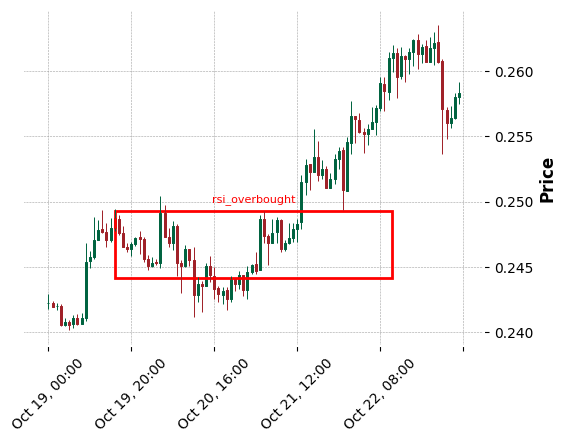 0.260
0.255
rsi_overbought
0.250
0.245
0.240
Price
Oct 19, 00:00
Oct 19, 20:00
Oct 20, 16:00
Oct 21, 12:00
Oct 22, 08:00